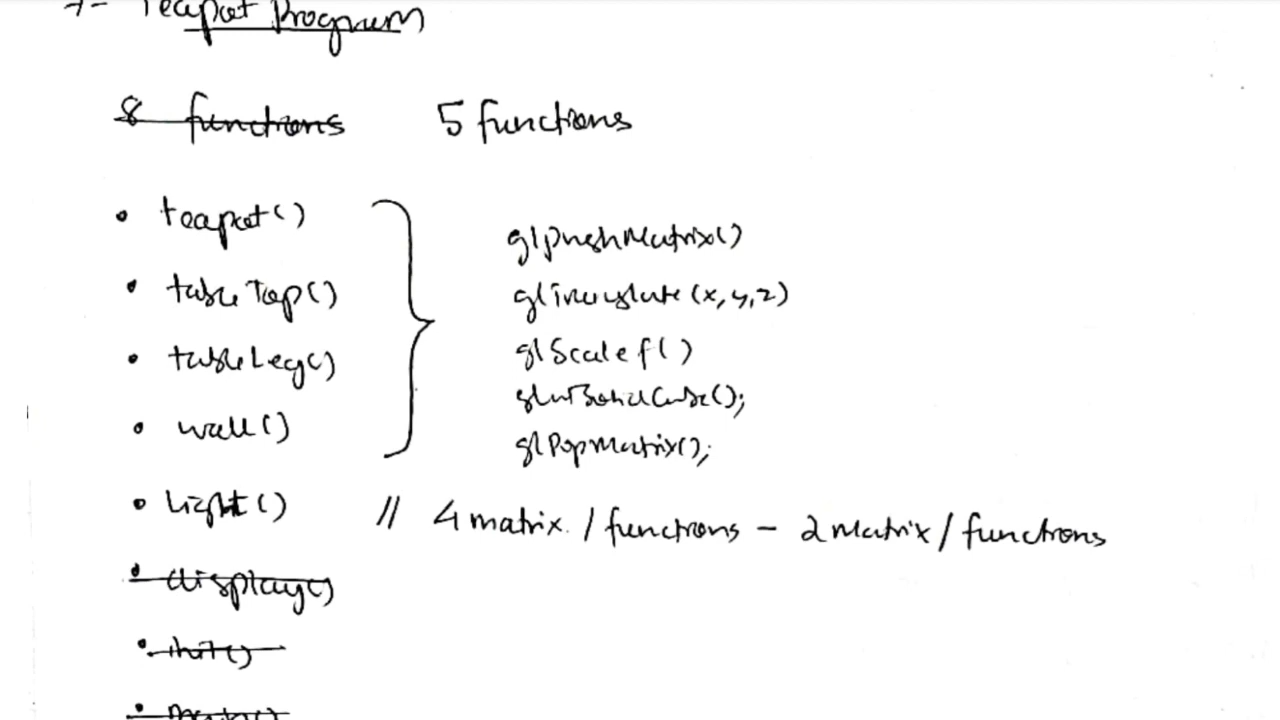 7- Teapot Program
8 functions 5 functions
• teapot()
• tableTop()
• tableLeg()
• wall()
glpushMatrix()
glTranslate(x,y,z)
glScalef()
glutSolidCube();
glPopMatrix();
• Light() // 4 matrix. / functions - 2 Matrix / functions
• display()
• init()